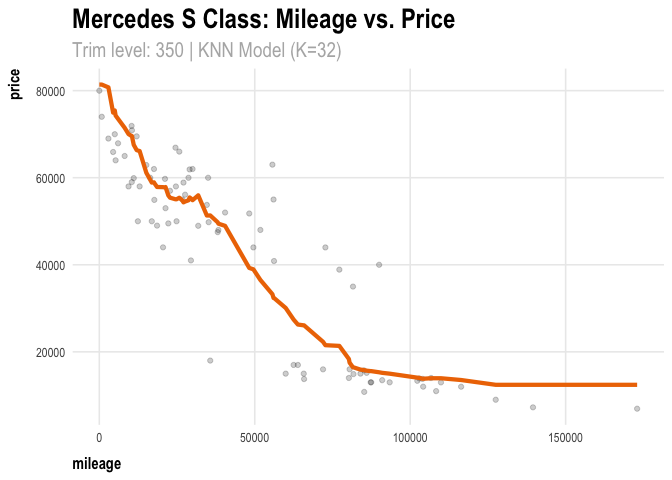 Mercedes S Class: Mileage vs. Price
Trim level: 350 | KNN Model (K=32)
price
80000
60000
40000
20000
0
50000
100000
150000
mileage